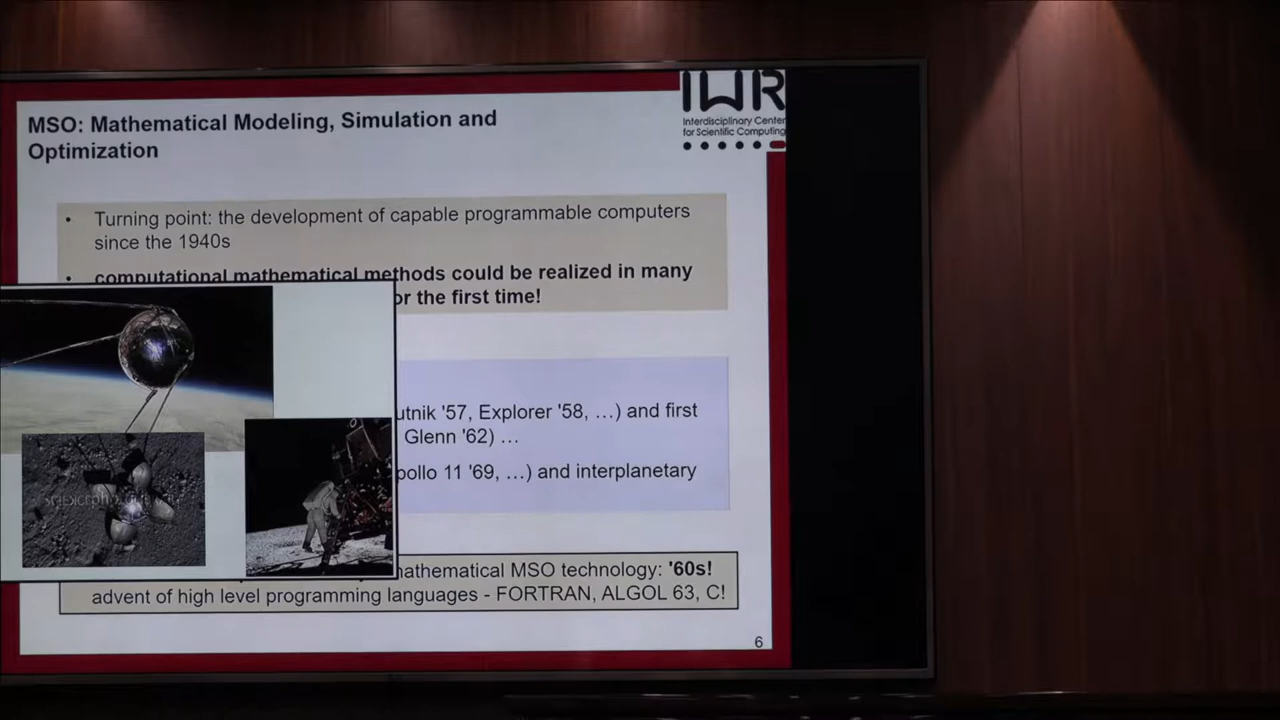 IWR
Interdisciplinary Center
for Scientific Computing
MSO: Mathematical Modeling, Simulation and
Optimization
• Turning point: the development of capable programmable computers
since the 1940s
• computational mathematical methods could be realized in many
or the first time!
utnik '57, Explorer '58, …) and first
Glenn '62) …
pollo 11 '69, …) and interplanetary
mathematical MSO technology: '60s!
advent of high level programming languages - FORTRAN, ALGOL 63, C!
6